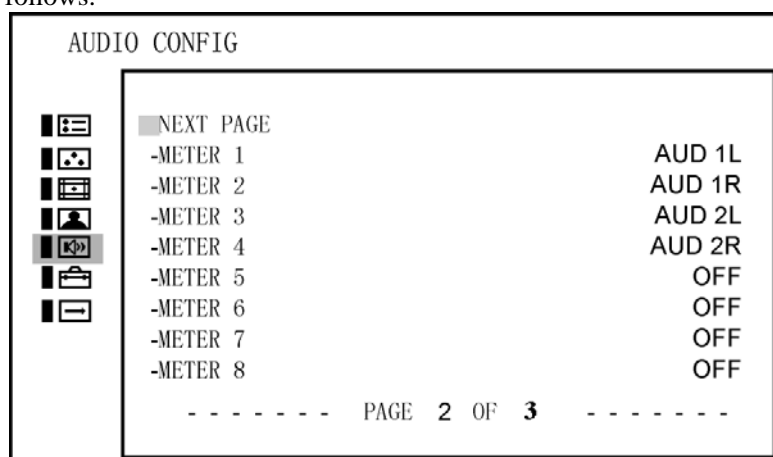 follows:
AUDIO CONFIG
NEXT PAGE
-METER 1 AUD 1L
-METER 2 AUD 1R
-METER 3 AUD 2L
-METER 4 AUD 2R
-METER 5 OFF
-METER 6 OFF
-METER 7 OFF
-METER 8 OFF
- - - - - - - PAGE 2 OF 3 - - - - - - -